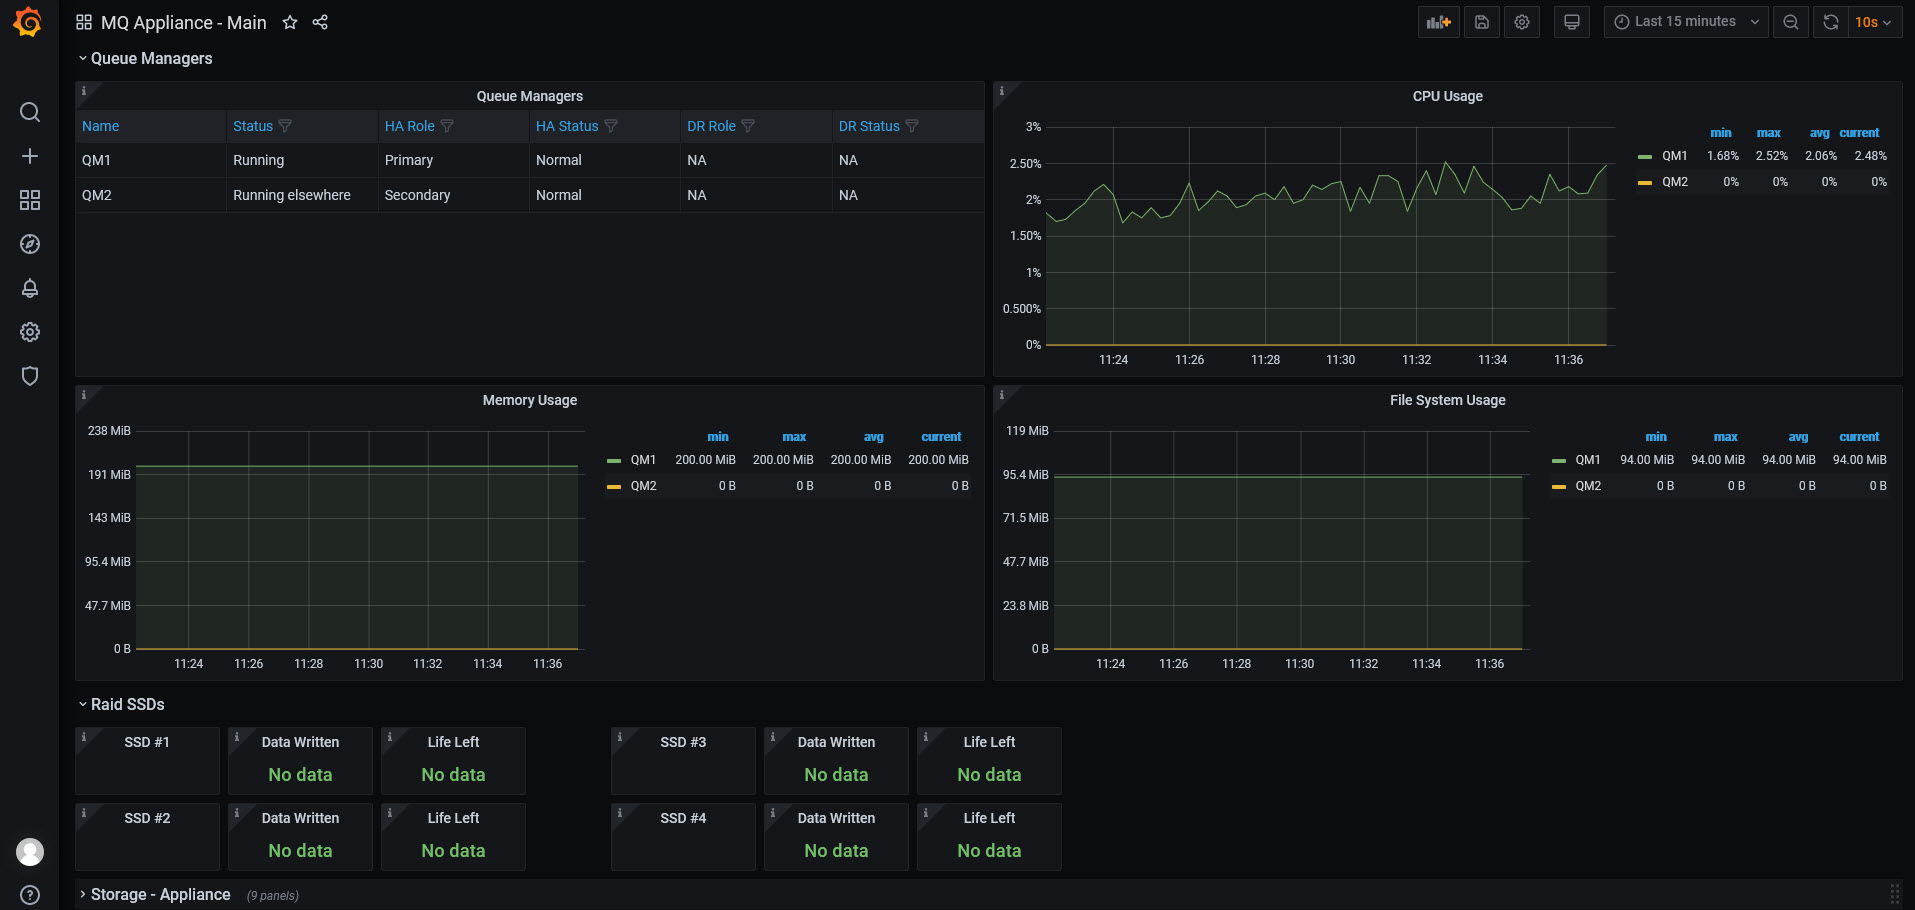 MQ Appliance - Main
Last 15 minutes
10s
Queue Managers
Queue Managers
Name Status HA Role HA Status DR Role DR Status
QM1 Running Primary Normal NA NA
QM2 Running elsewhere Secondary Normal NA NA
CPU Usage
3%
2.50%
2%
1.50%
1%
0.500%
0%
11:24 11:26 11:28 11:30 11:32 11:34 11:36
min max avg current
QM1 1.68% 2.52% 2.06% 2.48%
QM2 0% 0% 0% 0%
Memory Usage
238 MiB
191 MiB
143 MiB
95.4 MiB
47.7 MiB
0 B
11:24 11:26 11:28 11:30 11:32 11:34 11:36
min max avg current
QM1 200.00 MiB 200.00 MiB 200.00 MiB 200.00 MiB
QM2 0 B 0 B 0 B 0 B
File System Usage
119 MiB
95.4 MiB
71.5 MiB
47.7 MiB
23.8 MiB
0 B
11:24 11:26 11:28 11:30 11:32 11:34 11:36
min max avg current
QM1 94.00 MiB 94.00 MiB 94.00 MiB 94.00 MiB
QM2 0 B 0 B 0 B 0 B
Raid SSDs
SSD #1 Data Written Life Left SSD #3 Data Written Life Left
No data No data No data No data
SSD #2 Data Written Life Left SSD #4 Data Written Life Left
No data No data No data No data
Storage - Appliance (9 panels)